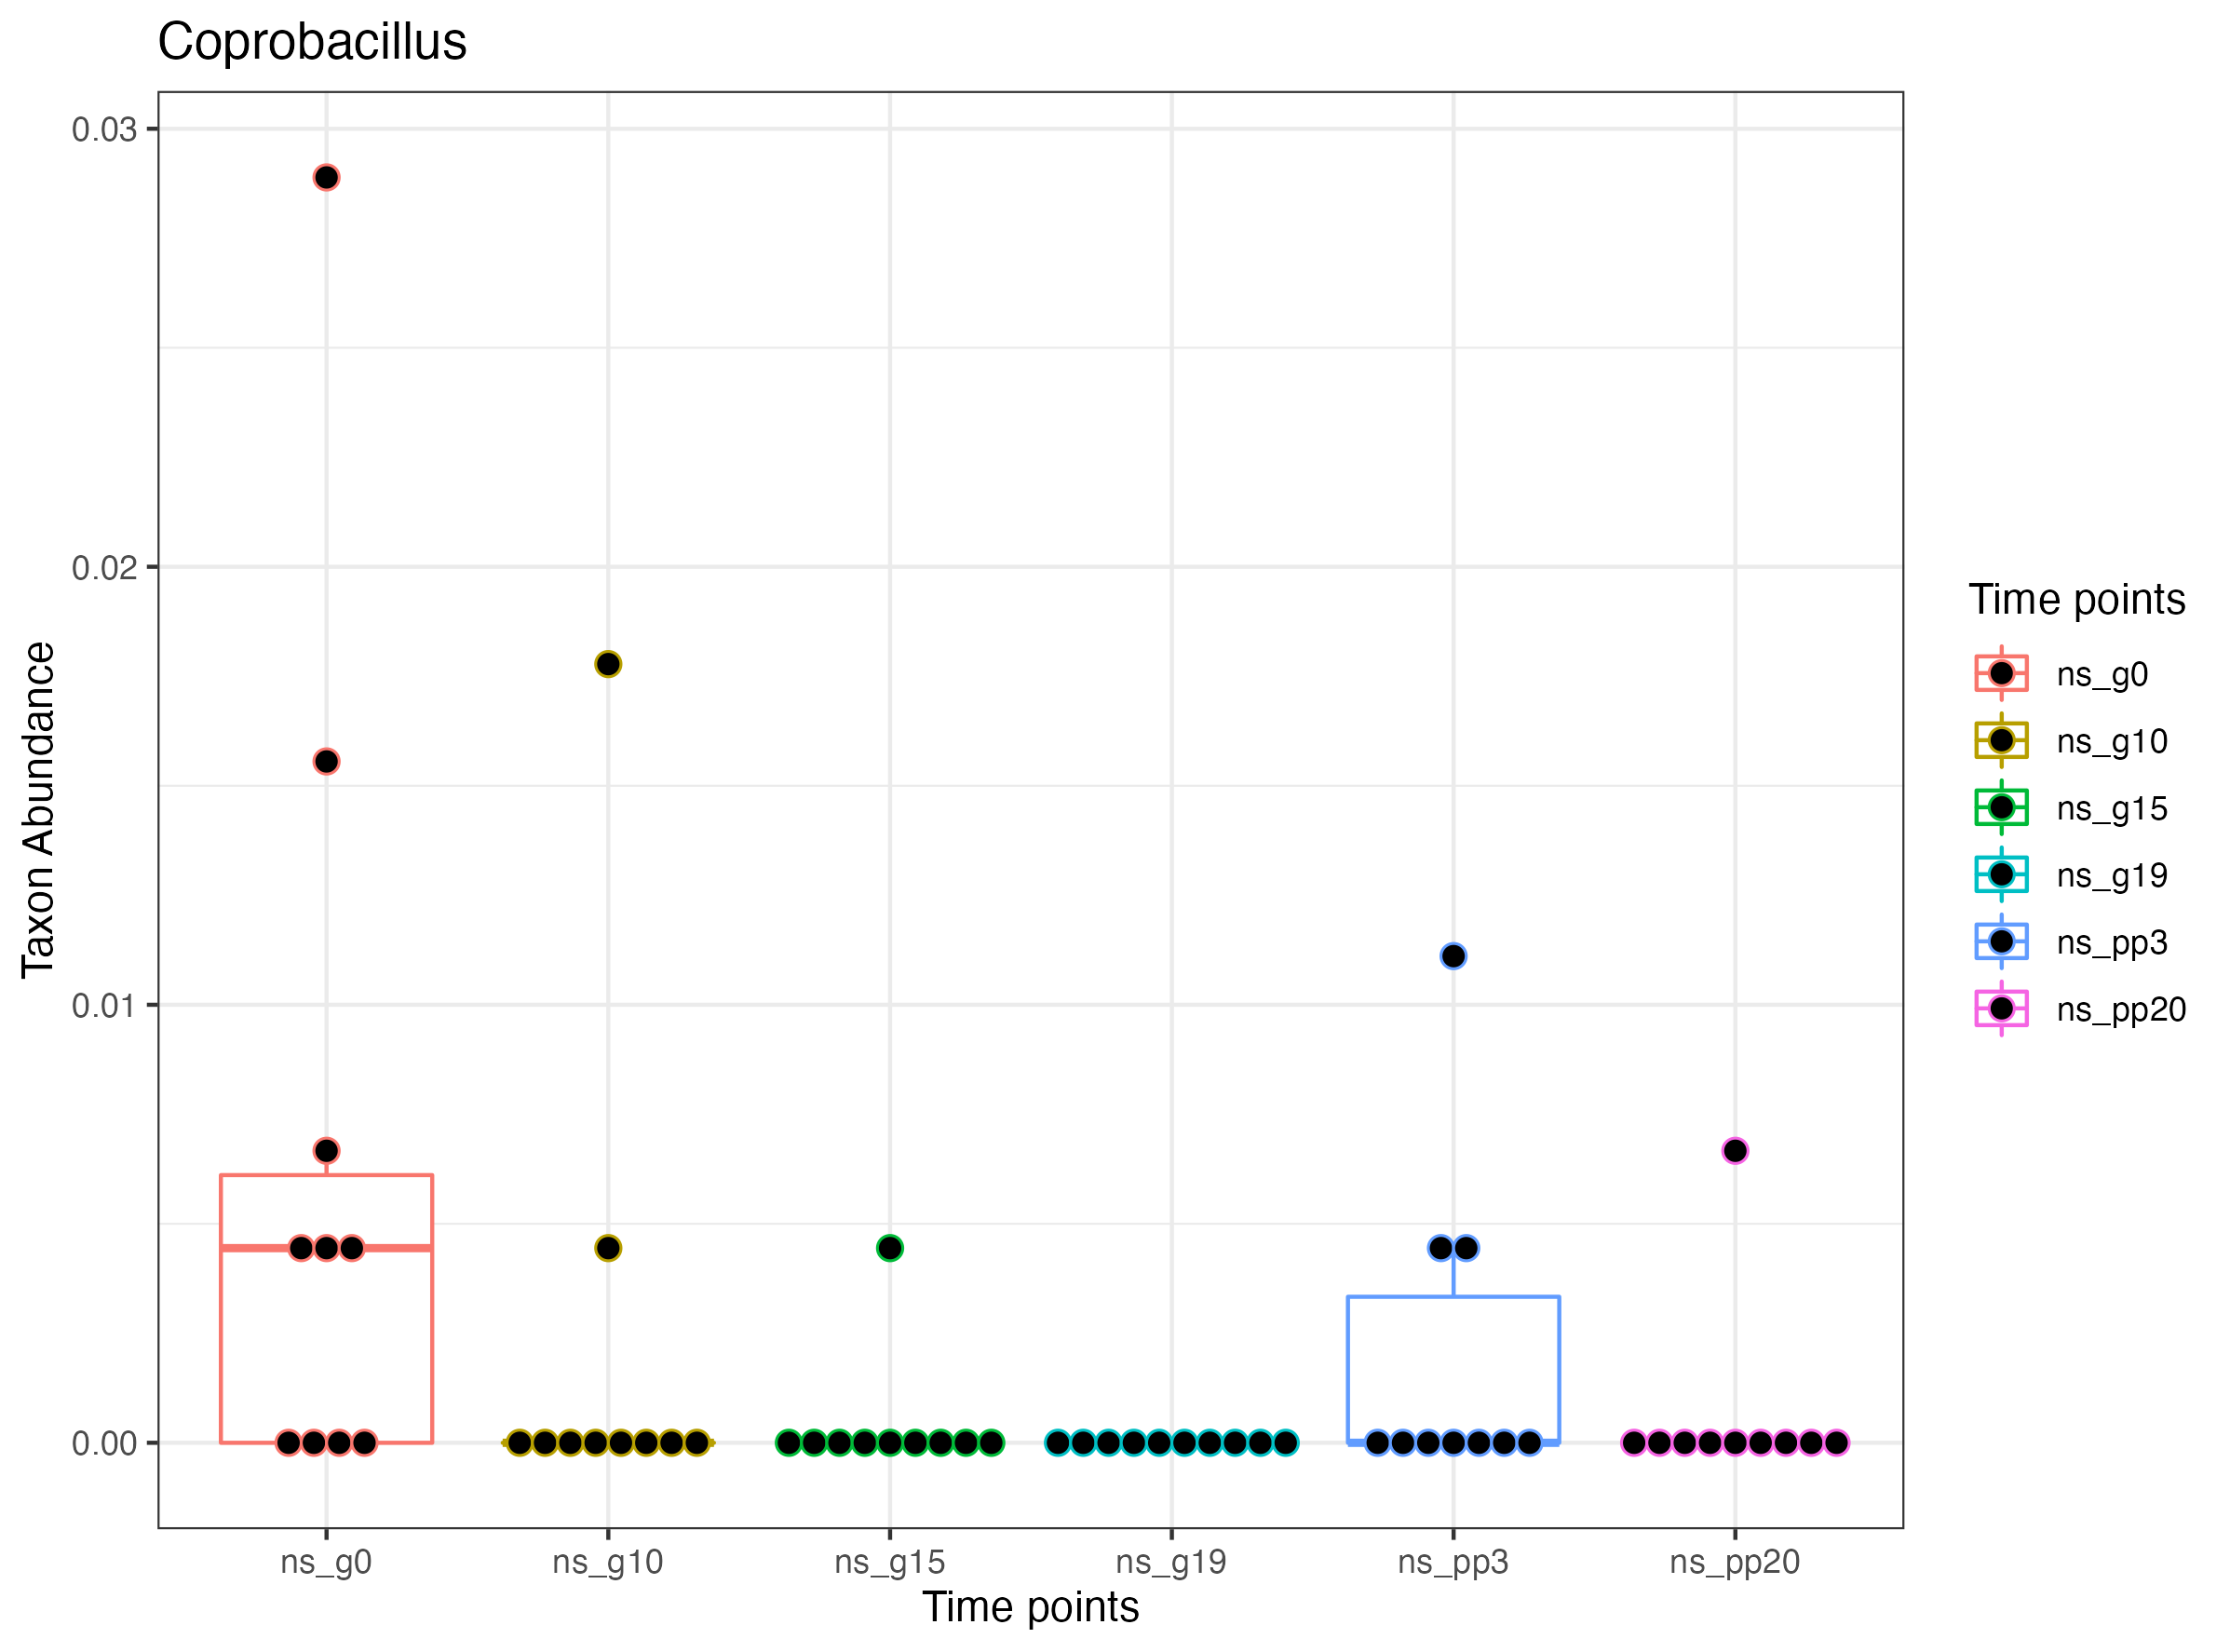 Coprobacillus
0.03
0.02
0.01
0.00
Taxon Abundance
ns_g0 ns_g10 ns_g15 ns_g19 ns_pp3 ns_pp20
Time points
Time points
ns_g0
ns_g10
ns_g15
ns_g19
ns_pp3
ns_pp20